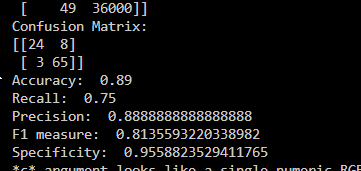 [    49  36000]]
Confusion Matrix:
[[24  8]
 [ 3 65]]
Accuracy:  0.89
Recall:  0.75
Precision:  0.8888888888888888
F1 measure:  0.8135593220338982
Specificity:  0.9558823529411765
*c* argument looks like a single numeric RGB